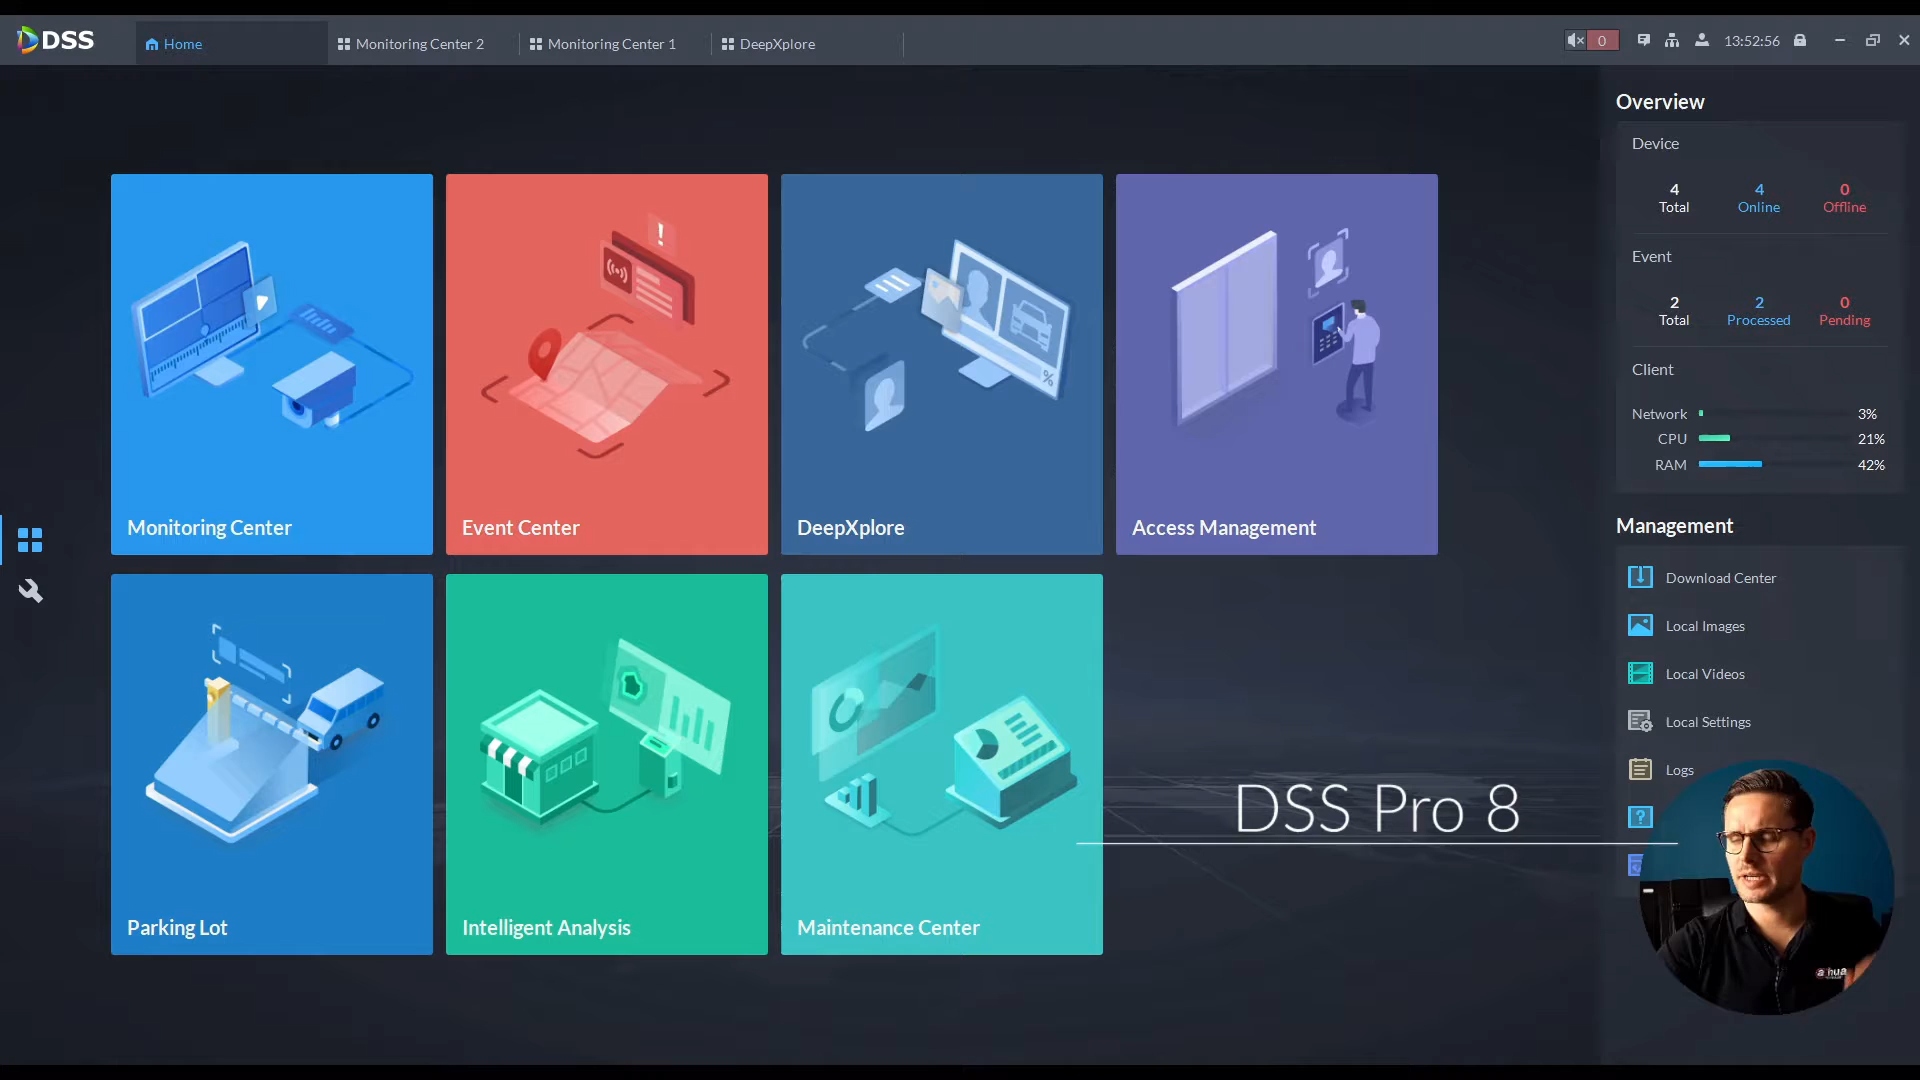 DSS
Home
Monitoring Center 2
Monitoring Center 1
DeepXplore
0
13:52:56
Monitoring Center
Event Center
DeepXplore
Access Management
Parking Lot
Intelligent Analysis
Maintenance Center
Overview
Device
4 4 0
Total Online Offline
Event
2 2 0
Total Processed Pending
Client
Network 3%
CPU 21%
RAM 42%
Management
Download Center
Local Images
Local Videos
Local Settings
Logs
DSS Pro 8